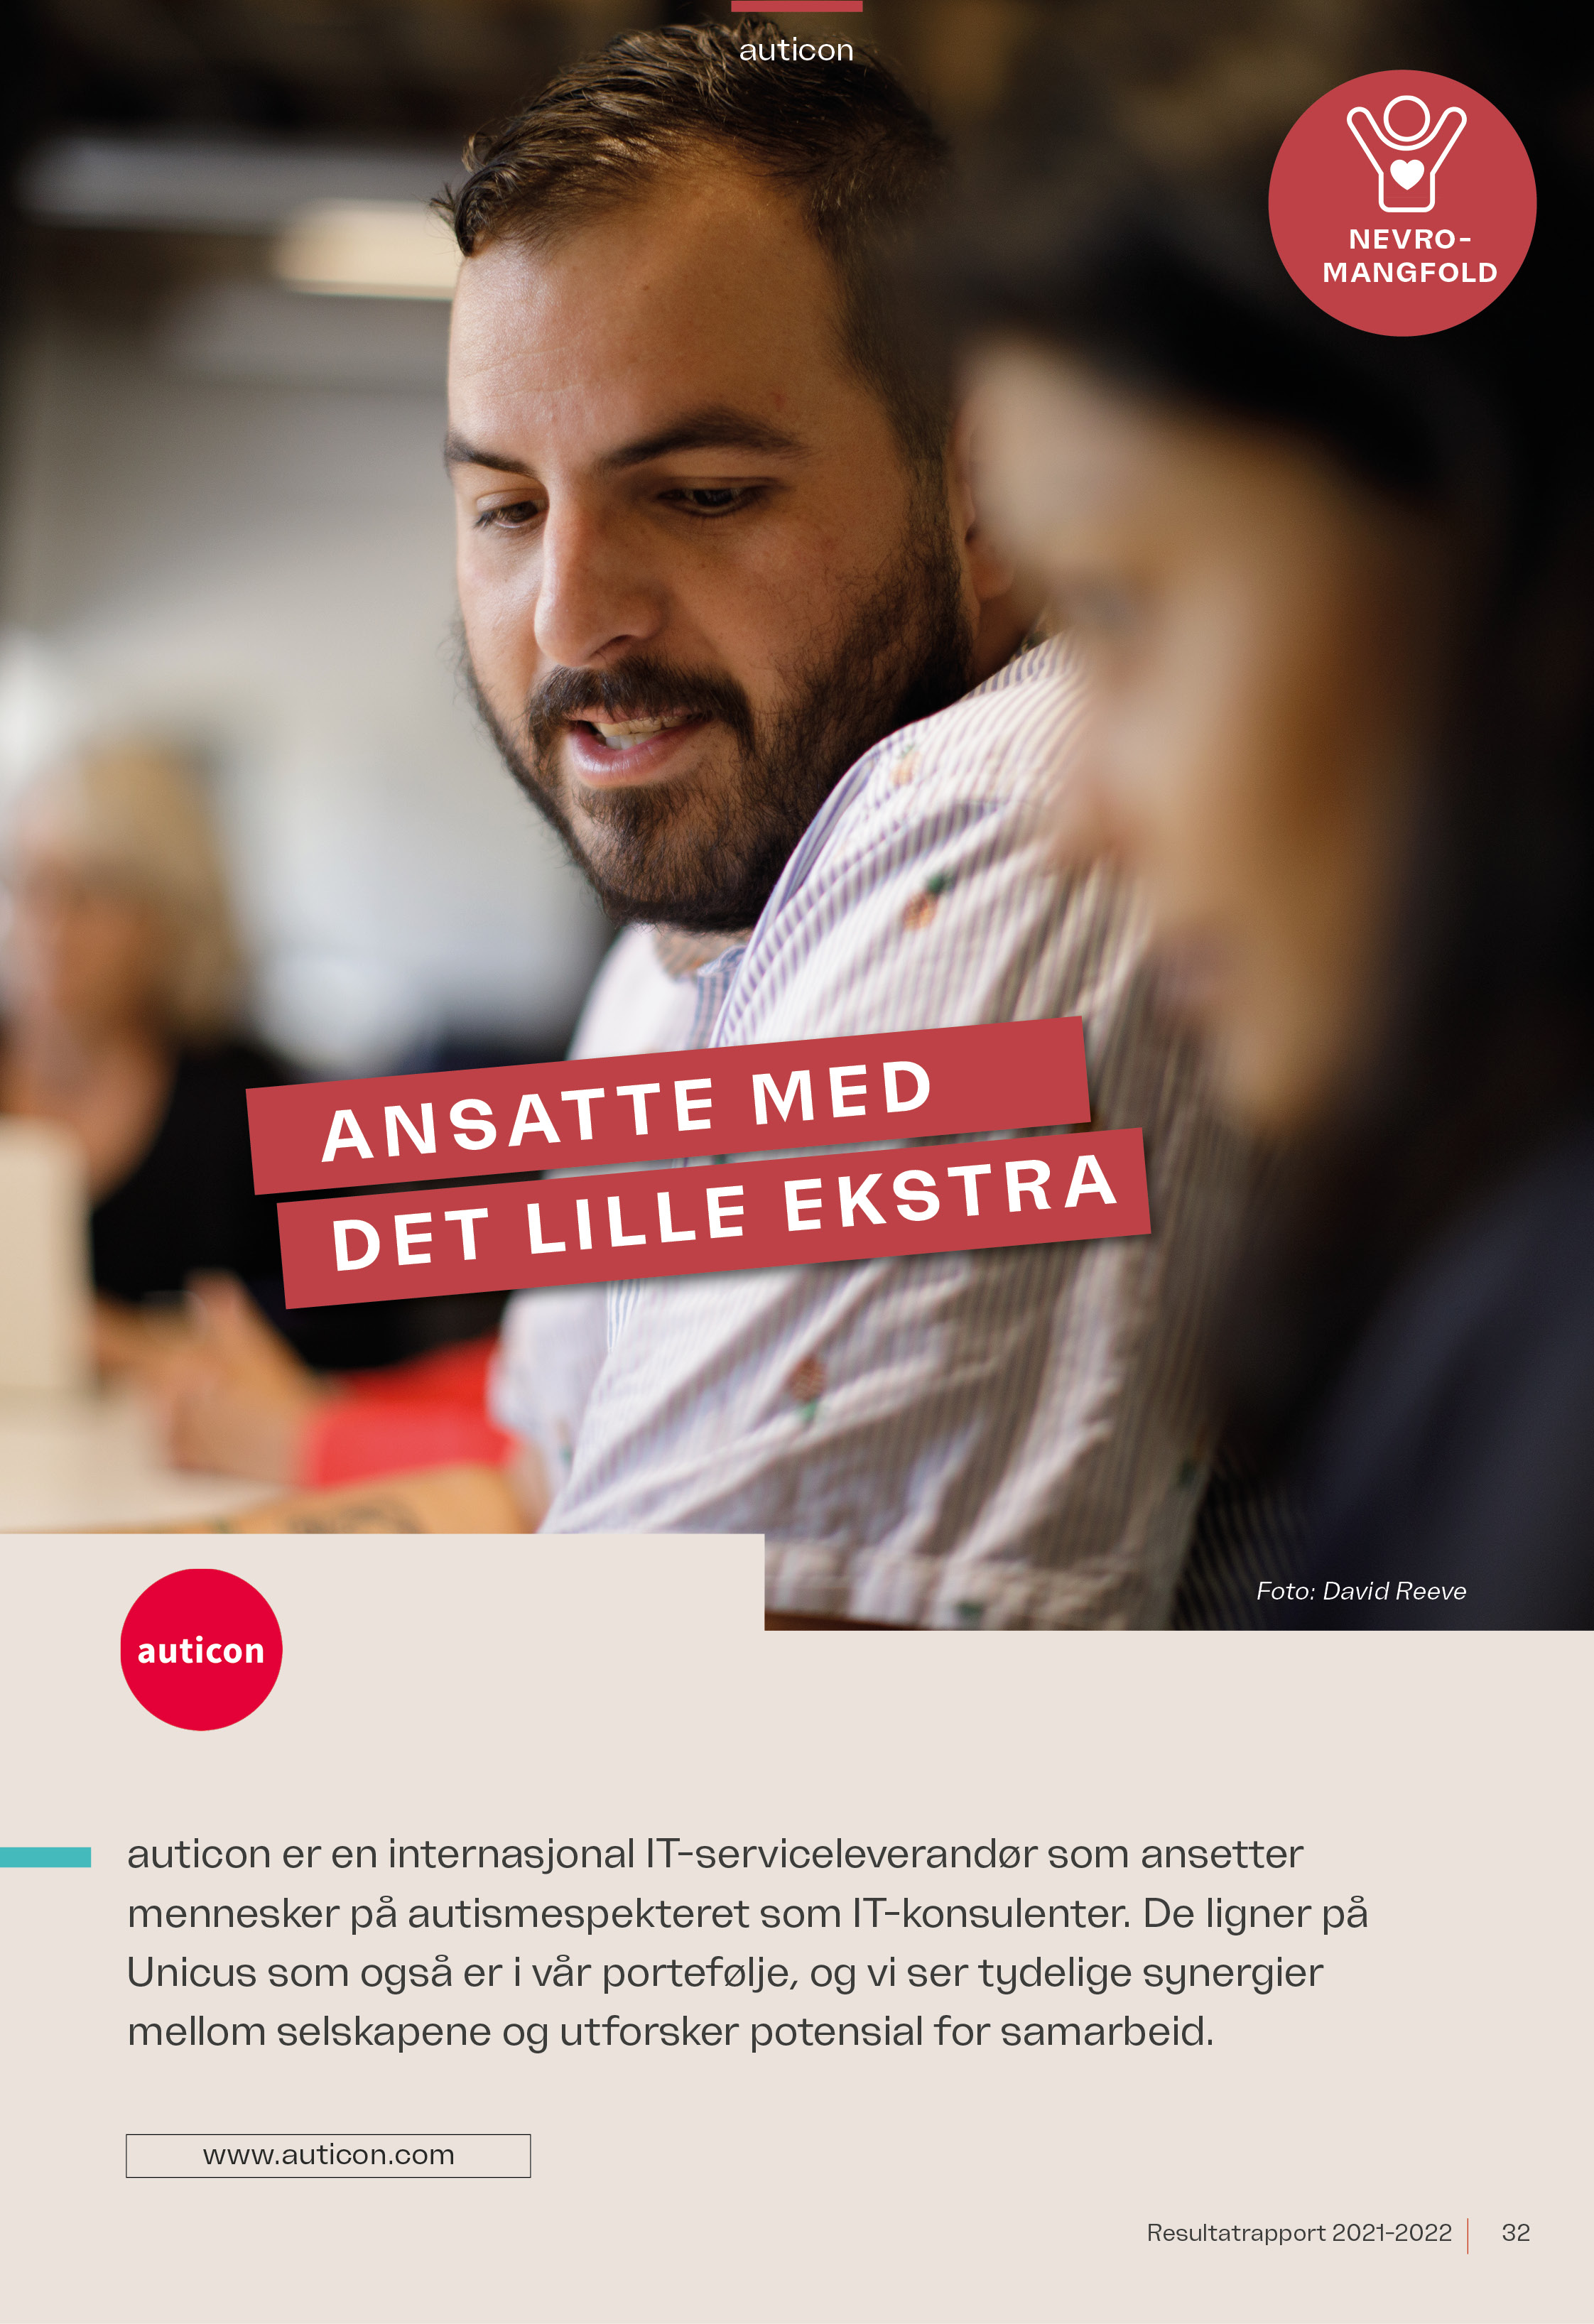 auticon
NEVRO-
MANGFOLD
ANSATTE MED
DET LILLE EKSTRA
Foto: David Reeve
auticon
auticon er en internasjonal IT-serviceleverandør som ansetter
mennesker på autismespekteret som IT-konsulenter. De ligner på
Unicus som også er i vår portefølje, og vi ser tydelige synergier
mellom selskapene og utforsker potensial for samarbeid.
www.auticon.com
Resultatrapport 2021-2022 32